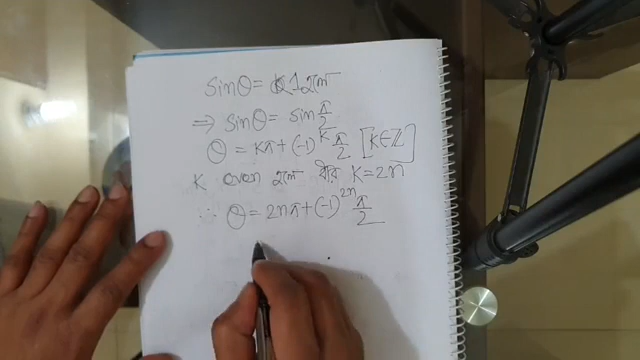 Sinθ = 1 হলে
⇒ Sinθ = Sin π/2
θ = Kπ + (-1)^K π/2 [K∈ℤ]
K even হলে ধরি K = 2n
∴ θ = 2nπ + (-1)^2n π/2